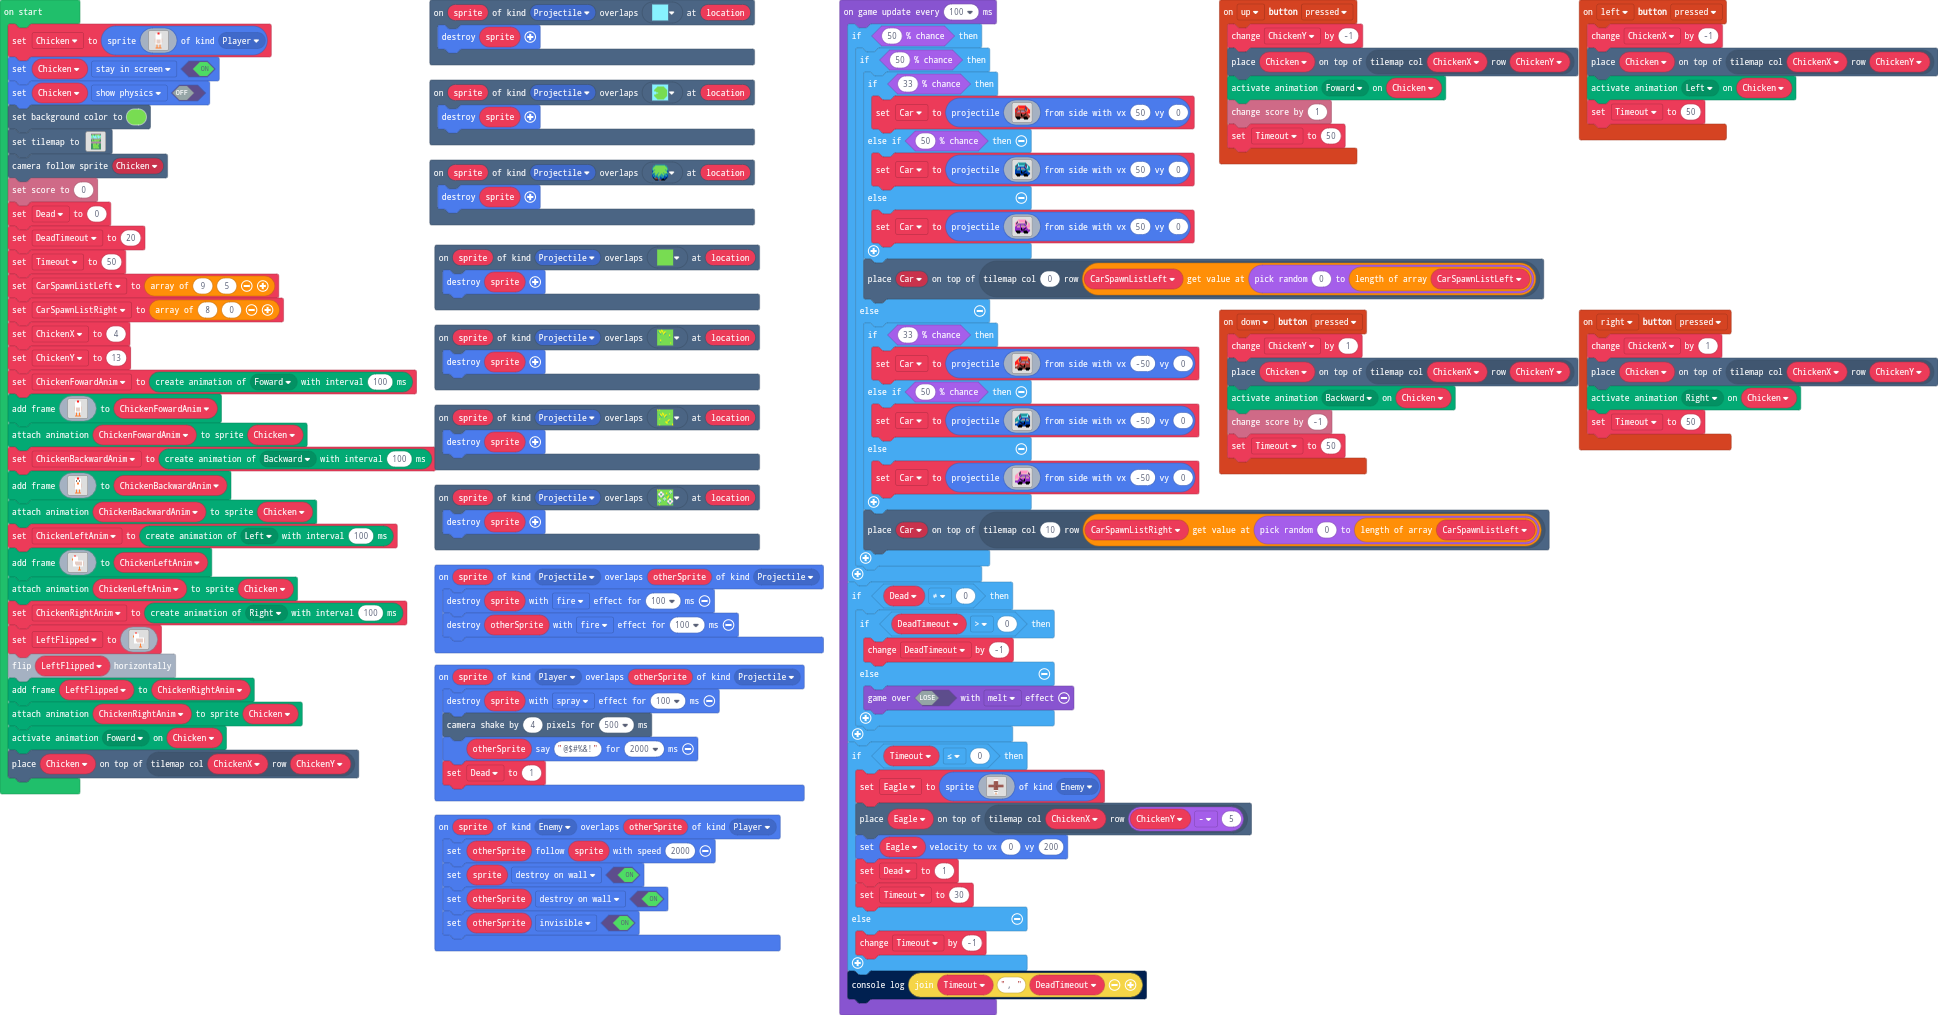 on start
set Chicken to sprite of kind Player
set Chicken stay in screen ON
set Chicken show physics OFF
set background color to
set tilemap to
camera follow sprite Chicken
set score to 0
set Dead to 0
set DeadTimeout to 20
set Timeout to 50
set CarSpawnListLeft to array of 9 5
set CarSpawnListRight to array of 8 0
set ChickenX to 4
set ChickenY to 13
set ChickenFowardAnim to create animation of Foward with interval 100 ms
add frame to ChickenFowardAnim
attach animation ChickenFowardAnim to sprite Chicken
set ChickenBackwardAnim to create animation of Backward with interval 100 ms
add frame to ChickenBackwardAnim
attach animation ChickenBackwardAnim to sprite Chicken
set ChickenLeftAnim to create animation of Left with interval 100 ms
add frame to ChickenLeftAnim
attach animation ChickenLeftAnim to sprite Chicken
set ChickenRightAnim to create animation of Right with interval 100 ms
set LeftFlipped to
flip LeftFlipped horizontally
add frame LeftFlipped to ChickenRightAnim
attach animation ChickenRightAnim to sprite Chicken
activate animation Foward on Chicken
place Chicken on top of tilemap col ChickenX row ChickenY
on sprite of kind Projectile overlaps at location
destroy sprite
on sprite of kind Projectile overlaps at location
destroy sprite
on sprite of kind Projectile overlaps at location
destroy sprite
on sprite of kind Projectile overlaps at location
destroy sprite
on sprite of kind Projectile overlaps at location
destroy sprite
on sprite of kind Projectile overlaps at location
destroy sprite
on sprite of kind Projectile overlaps at location
destroy sprite
on sprite of kind Projectile overlaps otherSprite of kind Projectile
destroy sprite with fire effect for 100 ms
destroy otherSprite with fire effect for 100 ms
on sprite of kind Player overlaps otherSprite of kind Projectile
destroy sprite with spray effect for 100 ms
camera shake by 4 pixels for 500 ms
otherSprite say "@$#%&!" for 2000 ms
set Dead to 1
on sprite of kind Enemy overlaps otherSprite of kind Player
set otherSprite follow sprite with speed 2000
set sprite destroy on wall ON
set otherSprite destroy on wall ON
set otherSprite invisible ON
on game update every 100 ms
if 50 % chance then
if 50 % chance then
if 33 % chance then
set Car to projectile from side with vx 50 vy 0
else if 50 % chance then
set Car to projectile from side with vx 50 vy 0
else
set Car to projectile from side with vx 50 vy 0
place Car on top of tilemap col 0 row CarSpawnListLeft get value at pick random 0 to length of array CarSpawnListLeft
else
if 33 % chance then
set Car to projectile from side with vx -50 vy 0
else if 50 % chance then
set Car to projectile from side with vx -50 vy 0
else
set Car to projectile from side with vx -50 vy 0
place Car on top of tilemap col 10 row CarSpawnListRight get value at pick random 0 to length of array CarSpawnListLeft
if Dead ≠ 0 then
if DeadTimeout > 0 then
change DeadTimeout by -1
else
game over LOSE with melt effect
if Timeout ≤ 0 then
set Eagle to sprite of kind Enemy
place Eagle on top of tilemap col ChickenX row ChickenY - 5
set Eagle velocity to vx 0 vy 200
set Dead to 1
set Timeout to 30
else
change Timeout by -1
console log join Timeout ", " DeadTimeout
on up button pressed
change ChickenY by -1
place Chicken on top of tilemap col ChickenX row ChickenY
activate animation Foward on Chicken
change score by 1
set Timeout to 50
on down button pressed
change ChickenY by 1
place Chicken on top of tilemap col ChickenX row ChickenY
activate animation Backward on Chicken
change score by -1
set Timeout to 50
on left button pressed
change ChickenX by -1
place Chicken on top of tilemap col ChickenX row ChickenY
activate animation Left on Chicken
set Timeout to 50
on right button pressed
change ChickenX by 1
place Chicken on top of tilemap col ChickenX row ChickenY
activate animation Right on Chicken
set Timeout to 50